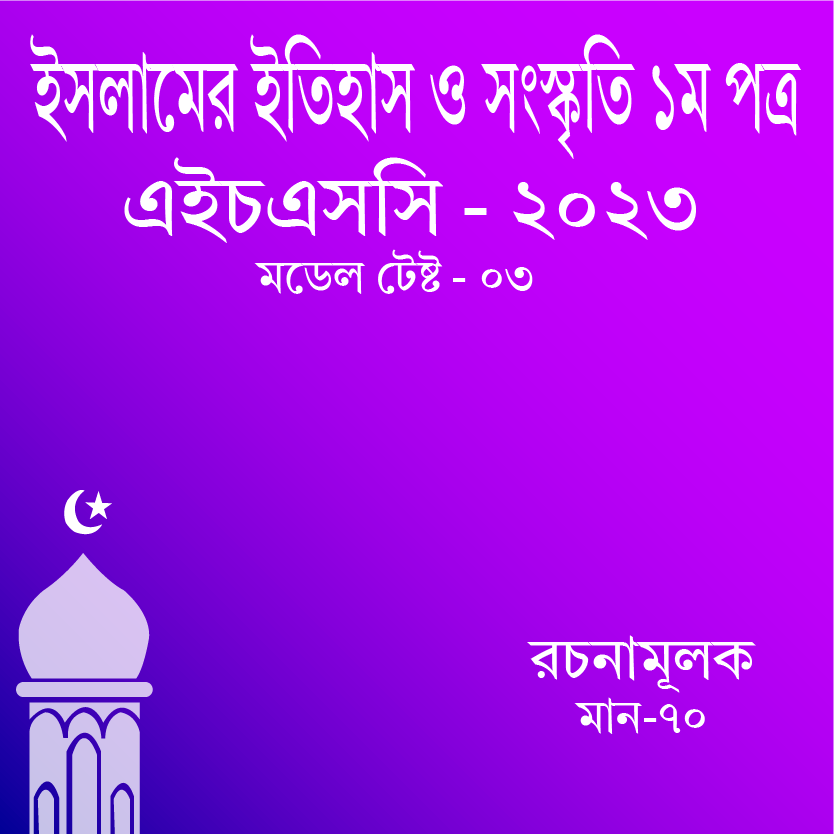 ইসলামের ইতিহাস ও সংস্কৃতি ১ম পত্র
এইচএসসি - ২০২৩
মডেল টেষ্ট - ০৩
রচনামূলক
মান-৭০